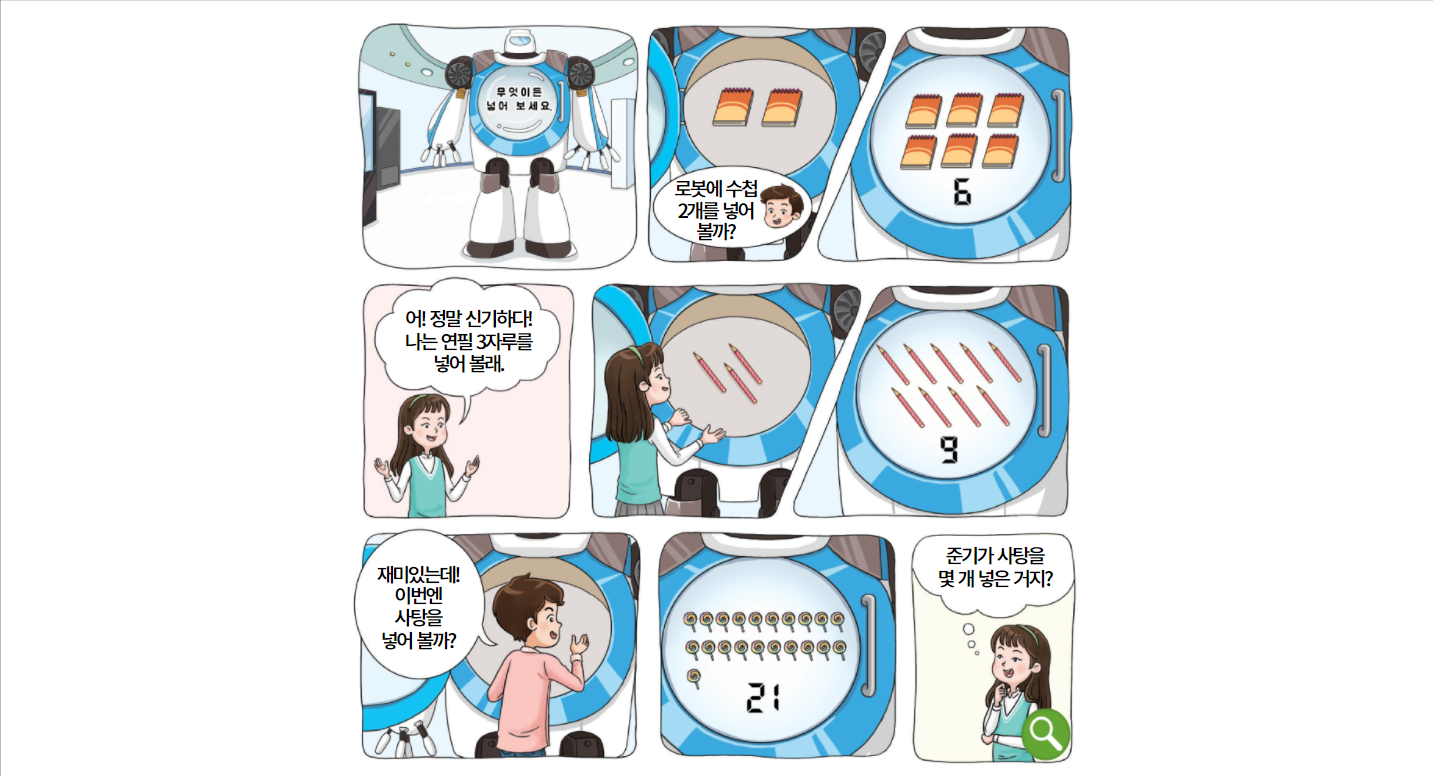 무엇이든
넣어 보세요.
로봇에 수첩
2개를 넣어
볼까?
6
어! 정말 신기하다!
나는 연필 3자루를
넣어 볼래.
9
재미있는데!
이번엔
사탕을
넣어 볼까?
21
준기가 사탕을
몇 개 넣은 거지?